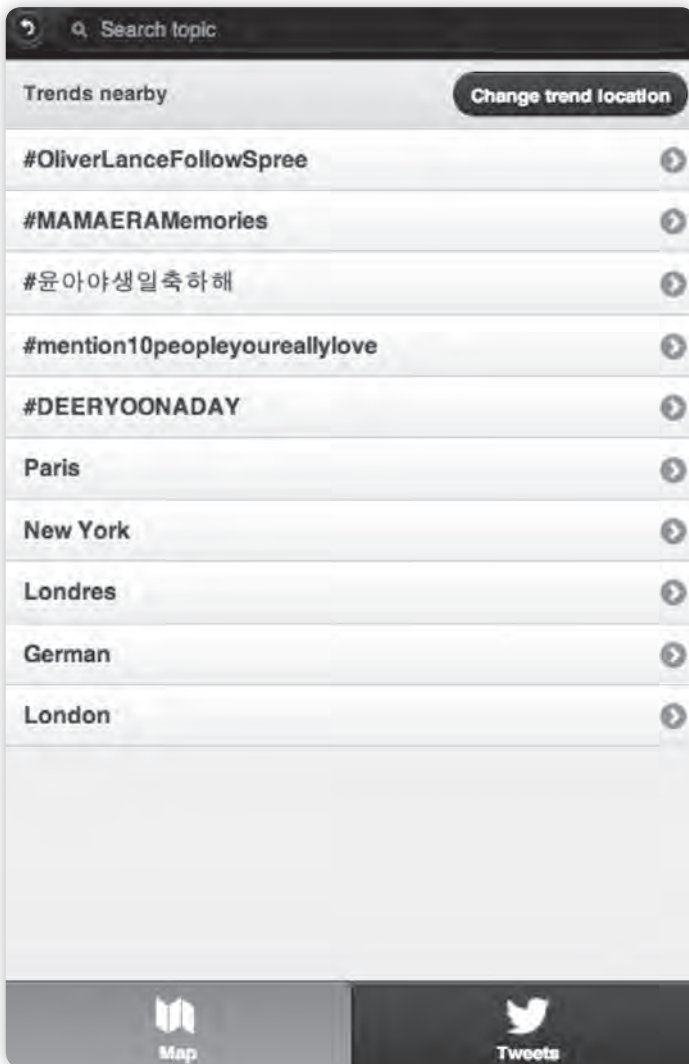 Search topic
Trends nearby
Change trend location
#OliverLanceFollowSpree
#MAMAERAMemories
#윤아야생일축하해
#mention10peopleyoureallylove
#DEERYOONADAY
Paris
New York
Londres
German
London
Map
Tweets